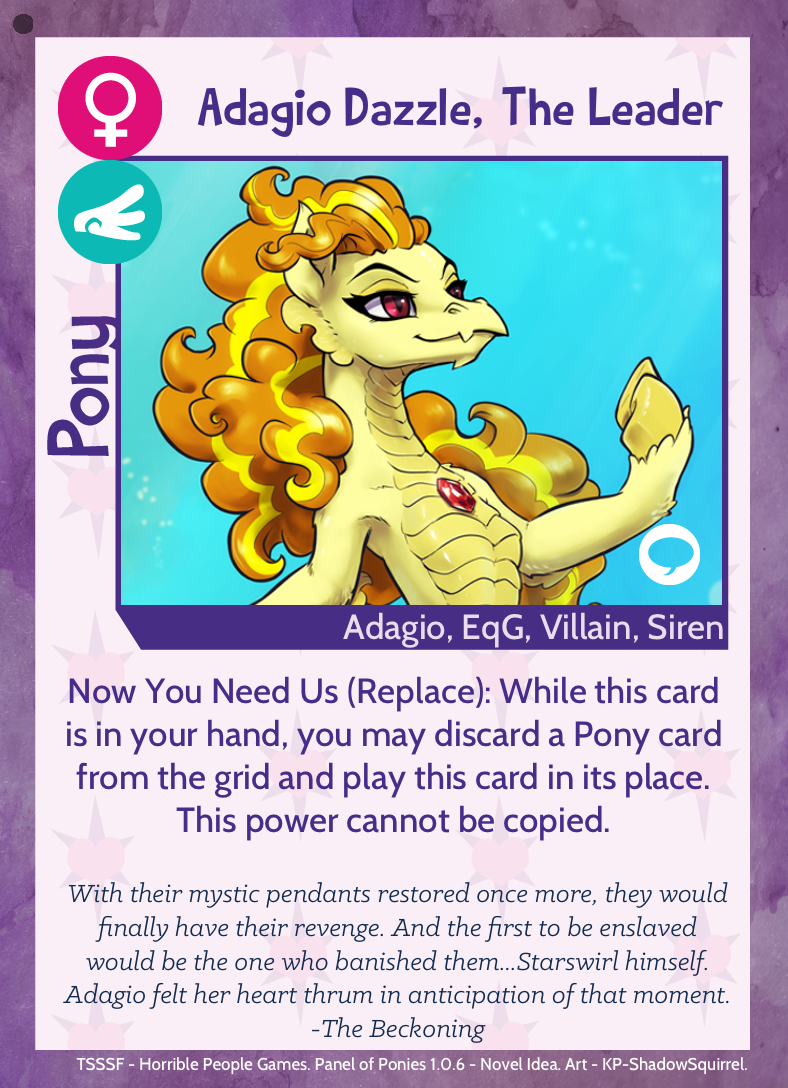 Adagio Dazzle, The Leader
Pony
Adagio, EqG, Villain, Siren
Now You Need Us (Replace): While this card
is in your hand, you may discard a Pony card
from the grid and play this card in its place.
This power cannot be copied.
With their mystic pendants restored once more, they would
finally have their revenge. And the first to be enslaved
would be the one who banished them...Starswirl himself.
Adagio felt her heart thrum in anticipation of that moment.
-The Beckoning
TSSSF - Horrible People Games. Panel of Ponies 1.0.6 - Novel Idea. Art - KP-ShadowSquirrel.